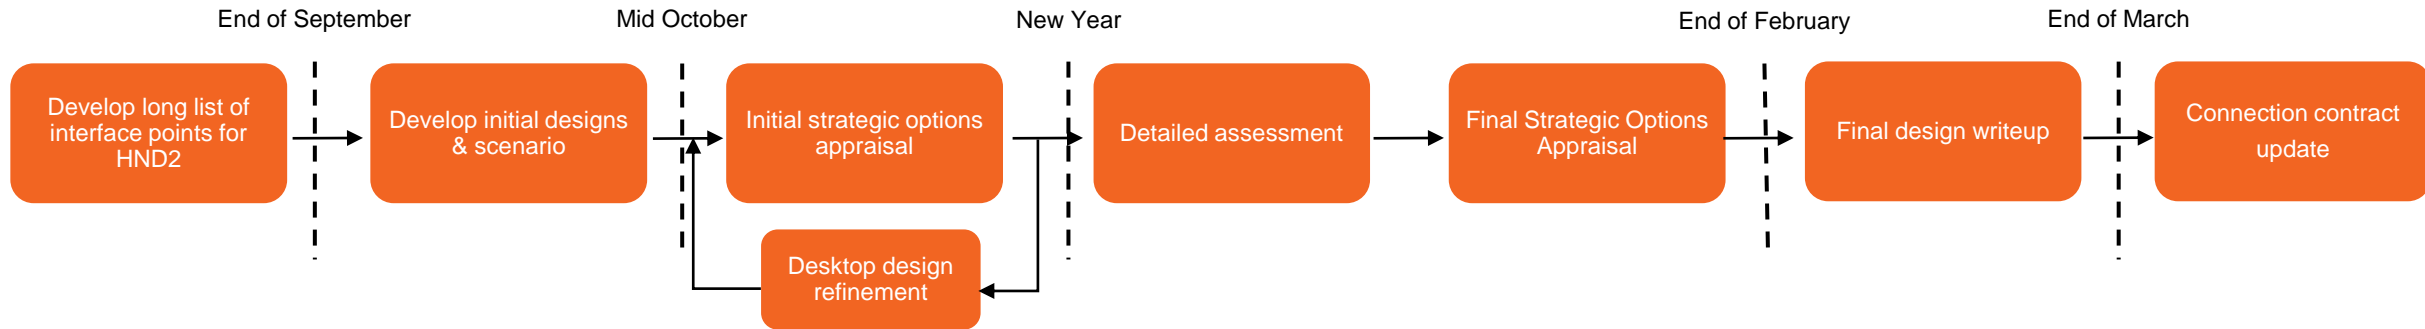 End of September
Mid October
New Year
End of February
End of March
Develop long list of
interface points for
HND2
Develop initial designs
& scenario
Initial strategic options
appraisal
Detailed assessment
Final Strategic Options
Appraisal
Final design writeup
Connection contract
update
Desktop design
refinement